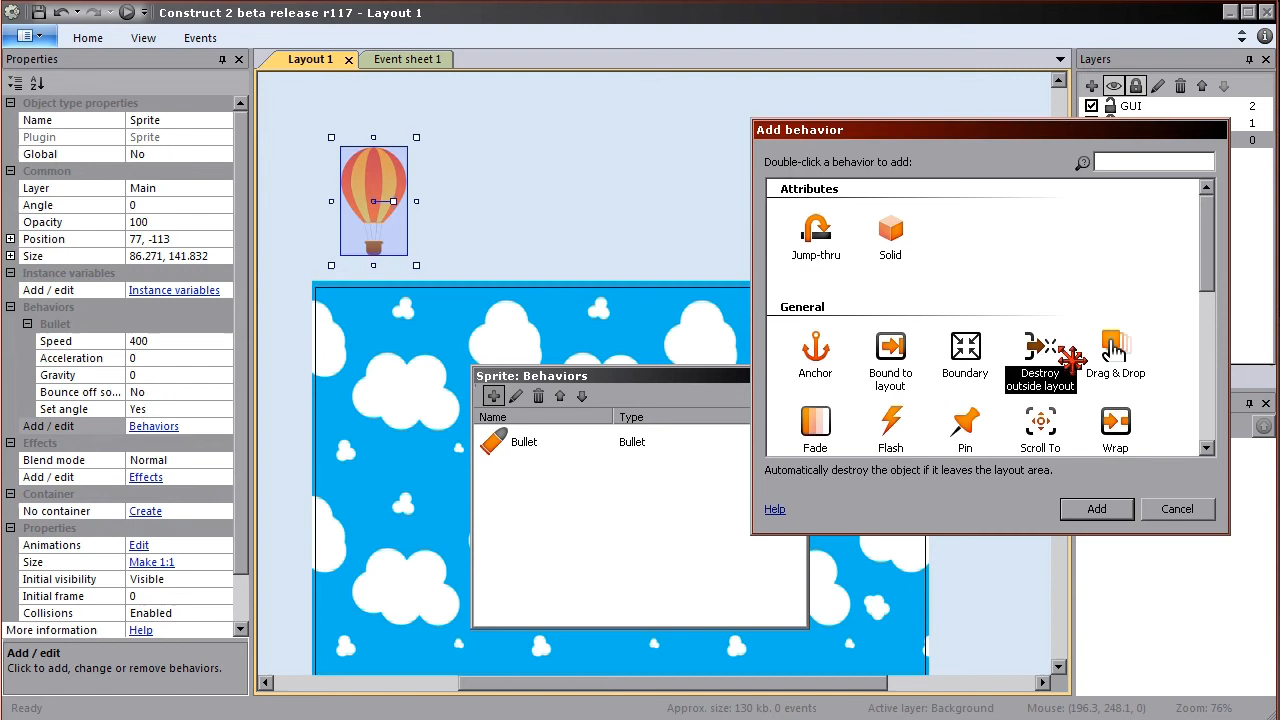 Construct 2 beta release r117 - Layout 1
Home View Events
Properties
Object type properties
Name Sprite
Plugin Sprite
Global No
Common
Layer Main
Angle 0
Opacity 100
Position 77, -113
Size 86.271, 141.832
Instance variables
Add / edit Instance variables
Behaviors
Bullet
Speed 400
Acceleration 0
Gravity 0
Bounce off so... No
Set angle Yes
Add / edit Behaviors
Effects
Blend mode Normal
Add / edit Effects
Container
No container Create
Properties
Animations Edit
Size Make 1:1
Initial visibility Visible
Initial frame 0
Collisions Enabled
More information Help
Add / edit
Click to add, change or remove behaviors.
Layout 1 Event sheet 1
Sprite: Behaviors
Name Type
Bullet Bullet
Add behavior
Double-click a behavior to add:
Attributes
Jump-thru Solid
General
Anchor Bound to layout Boundary Destroy outside layout Drag & Drop
Fade Flash Pin Scroll To Wrap
Automatically destroy the object if it leaves the layout area.
Help Add Cancel
Layers
GUI 2
1
0
Ready Approx. size: 130 kb. 0 events Active layer: Background Mouse: (196.3, 248.1, 0) Zoom: 76%